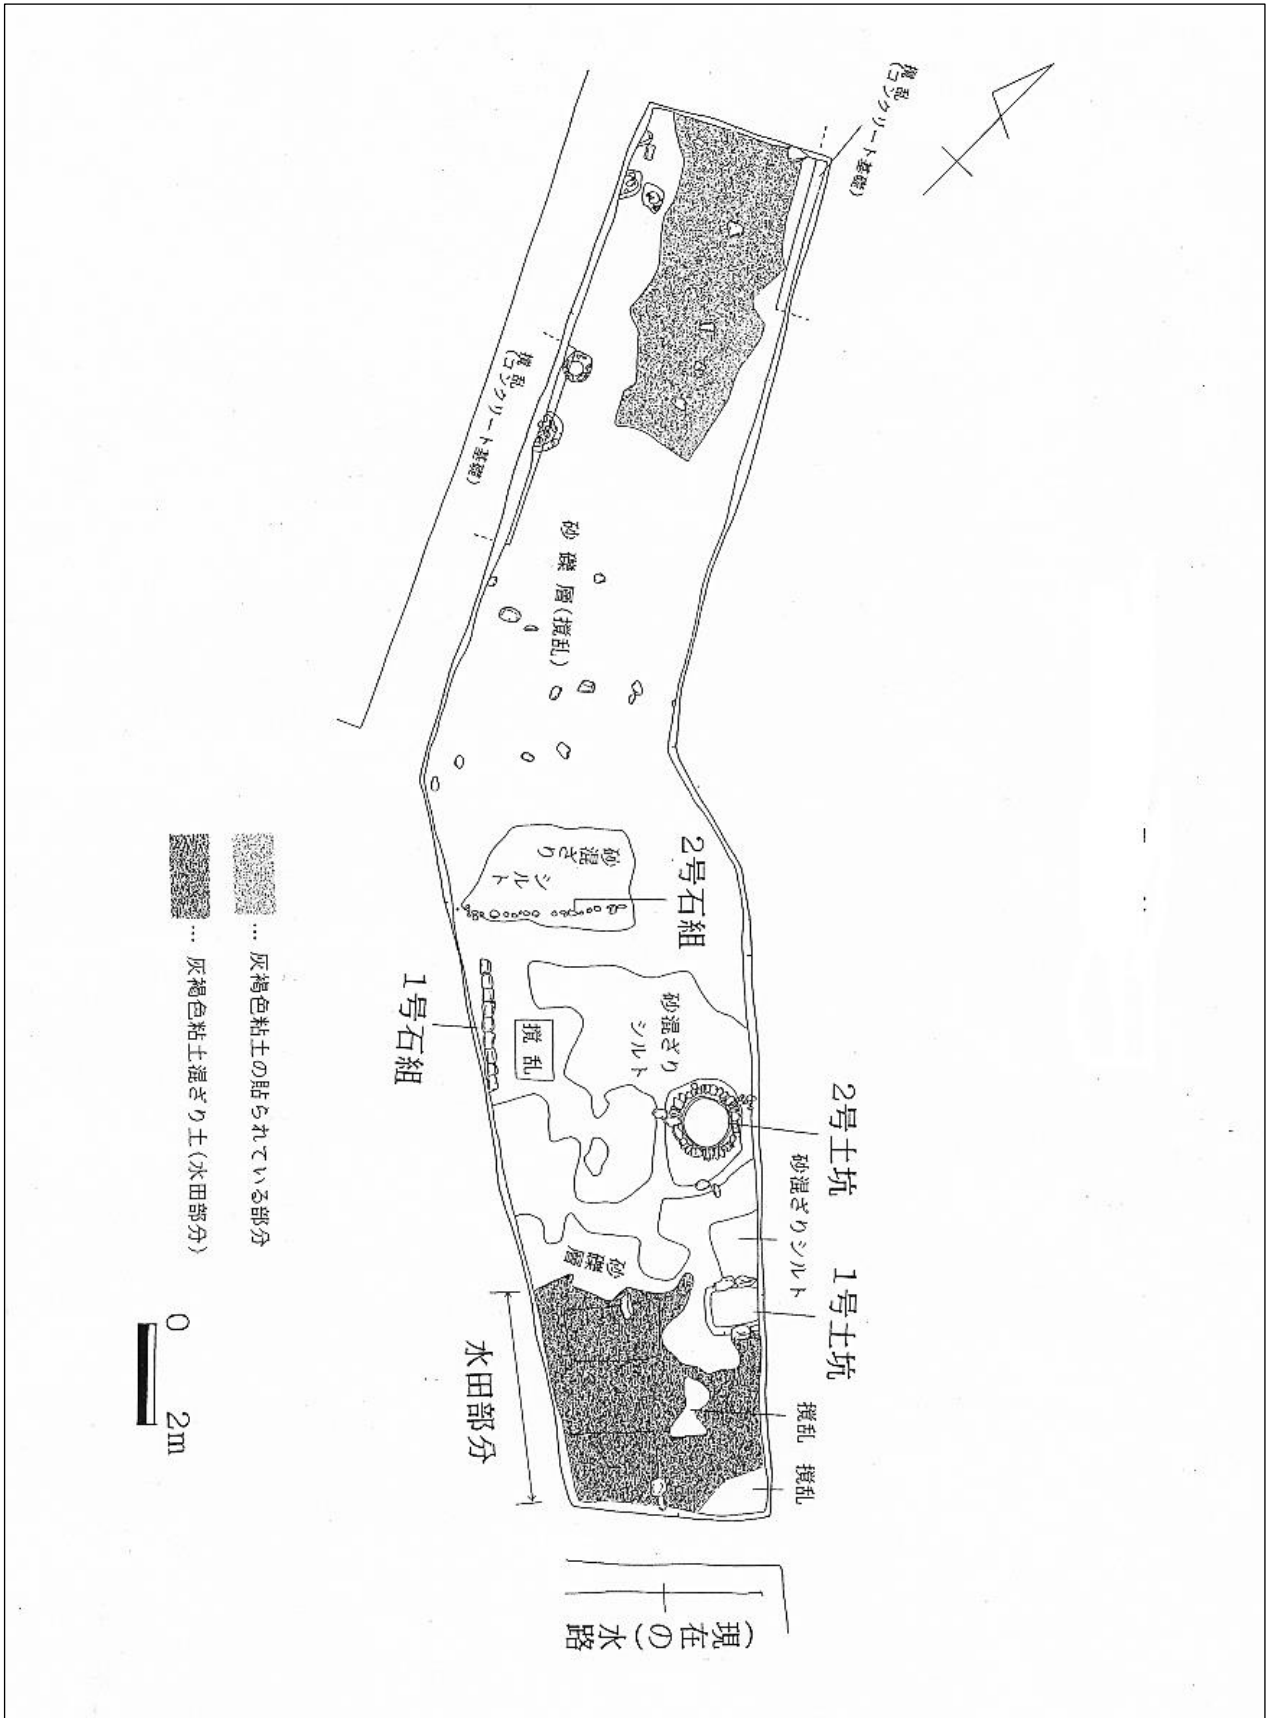 攪乱
(コンクリート基礎)
攪乱
(コンクリート基礎)
砂礫層(攪乱)
2号石組
砂混ざり
シルト
1号石組
攪乱
砂混ざり
シルト
2号土坑
砂混ざりシルト
1号土坑
砂礫層
水田部分
攪乱
攪乱
(現在の)水路
… 灰褐色粘土の貼られている部分
… 灰褐色粘土混ざり土(水田部分)
0 2m